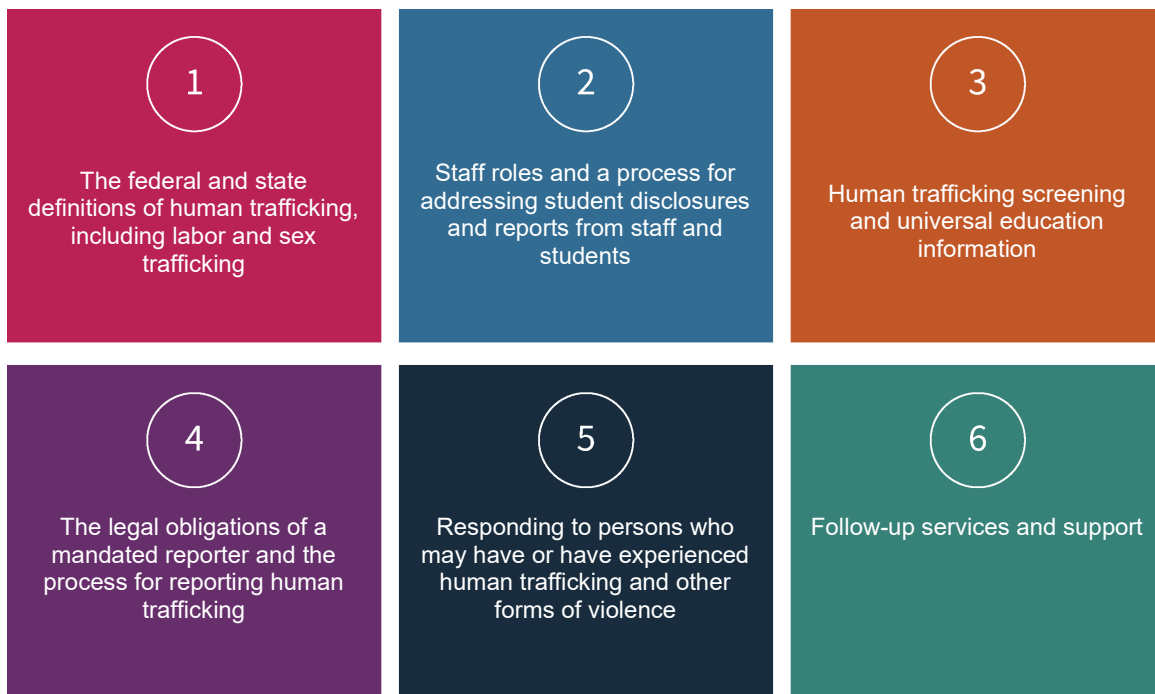 1
The federal and state
definitions of human trafficking,
including labor and sex
trafficking
2
Staff roles and a process for
addressing student disclosures
and reports from staff and
students
3
Human trafficking screening
and universal education
information
4
The legal obligations of a
mandated reporter and the
process for reporting human
trafficking
5
Responding to persons who
may have or have experienced
human trafficking and other
forms of violence
6
Follow-up services and support